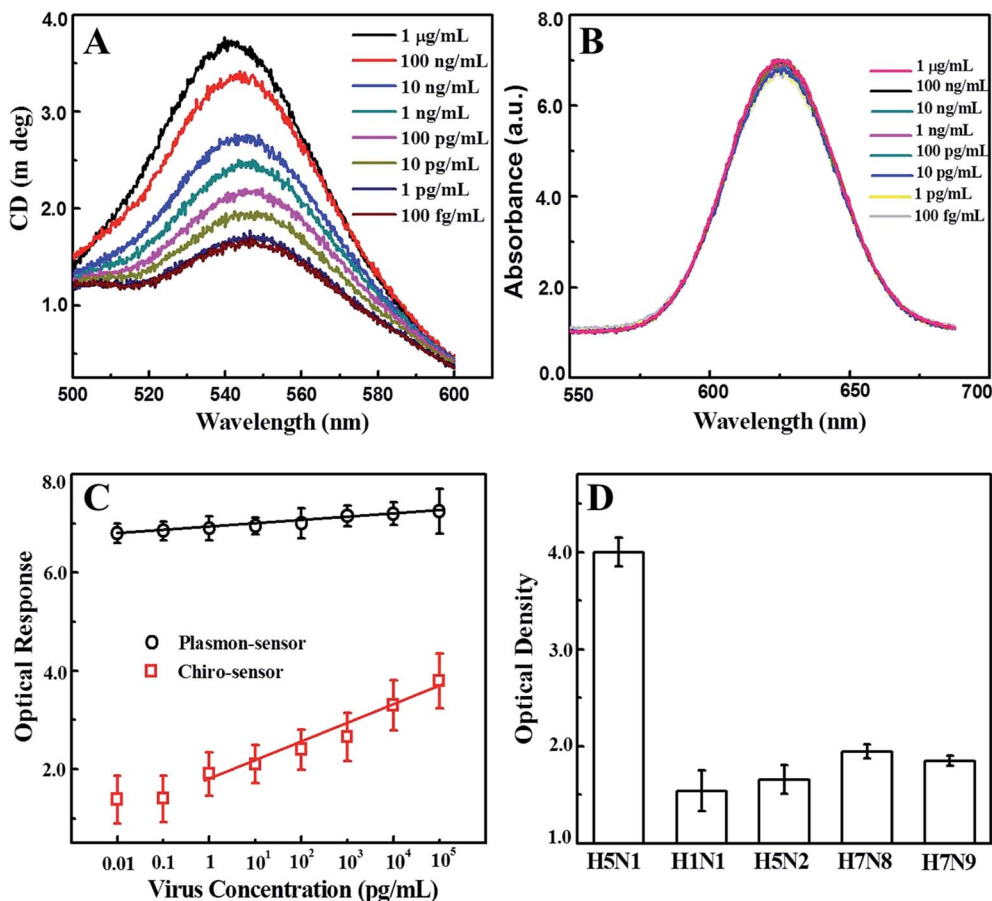 A
CD (m deg)
4.0
3.0
2.0
1.0
1 μg/mL
100 ng/mL
10 ng/mL
1 ng/mL
100 pg/mL
10 pg/mL
1 pg/mL
100 fg/mL
500 520 540 560 580 600
Wavelength (nm)
B
Absorbance (a.u.)
8.0
6.0
4.0
2.0
0.0
1 μg/mL
100 ng/mL
10 ng/mL
1 ng/mL
100 pg/mL
10 pg/mL
1 pg/mL
100 fg/mL
550 600 650 700
Wavelength (nm)
C
Optical Response
8.0
6.0
4.0
2.0
Plasmon-sensor
Chiro-sensor
0.01 0.1 1 10¹ 10² 10³ 10⁴ 10⁵
Virus Concentration (pg/mL)
D
Optical Density
4.0
3.0
2.0
1.0
H5N1 H1N1 H5N2 H7N8 H7N9